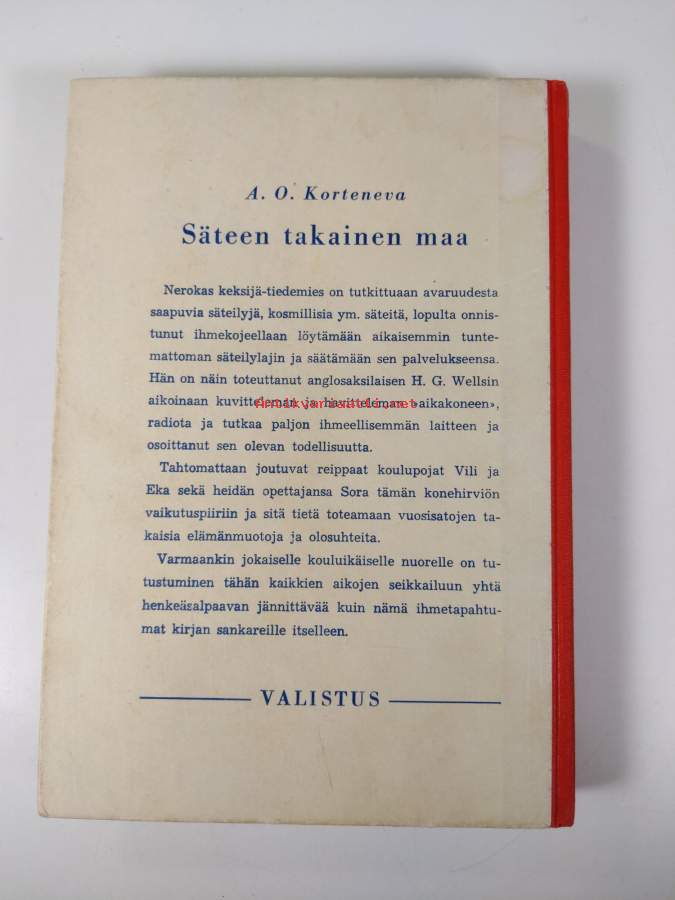 A. O. Korteneva
Säteen takainen maa
Nerokas keksijä-tiedemies on tutkittuaan avaruudesta
saapuvia säteilyjä, kosmillisia ym. säteitä, lopulta onnis-
tunut ihmekojeellaan löytämään aikaisemmin tunte-
mattoman säteilylajin ja säätämään sen palvelukseensa.
Hän on näin toteuttanut anglosaksilaisen H. G. Wellsin
aikoinaan kuvitteleman ja havitteleman »aikakoneen»,
Antikvariaatti.net
radiota ja tutkaa paljon ihmeellisemmän laitteen ja
osoittanut sen olevan todellisuutta.
Tahtomattaan joutuvat reippaat koulupojat Vili ja
Eka sekä heidän opettajansa Sora tämän konehirviön
vaikutuspiiriin ja sitä tietä toteamaan vuosisatojen ta-
kaisia elämänmuotoja ja olosuhteita.
Varmaankin jokaiselle kouluikäiselle nuorelle on tu-
tustuminen tähän kaikkien aikojen seikkailuun yhtä
henkeäsalpaavan jännittävää kuin nämä ihmetapahtu-
mat kirjan sankareille itselleen.
VALISTUS